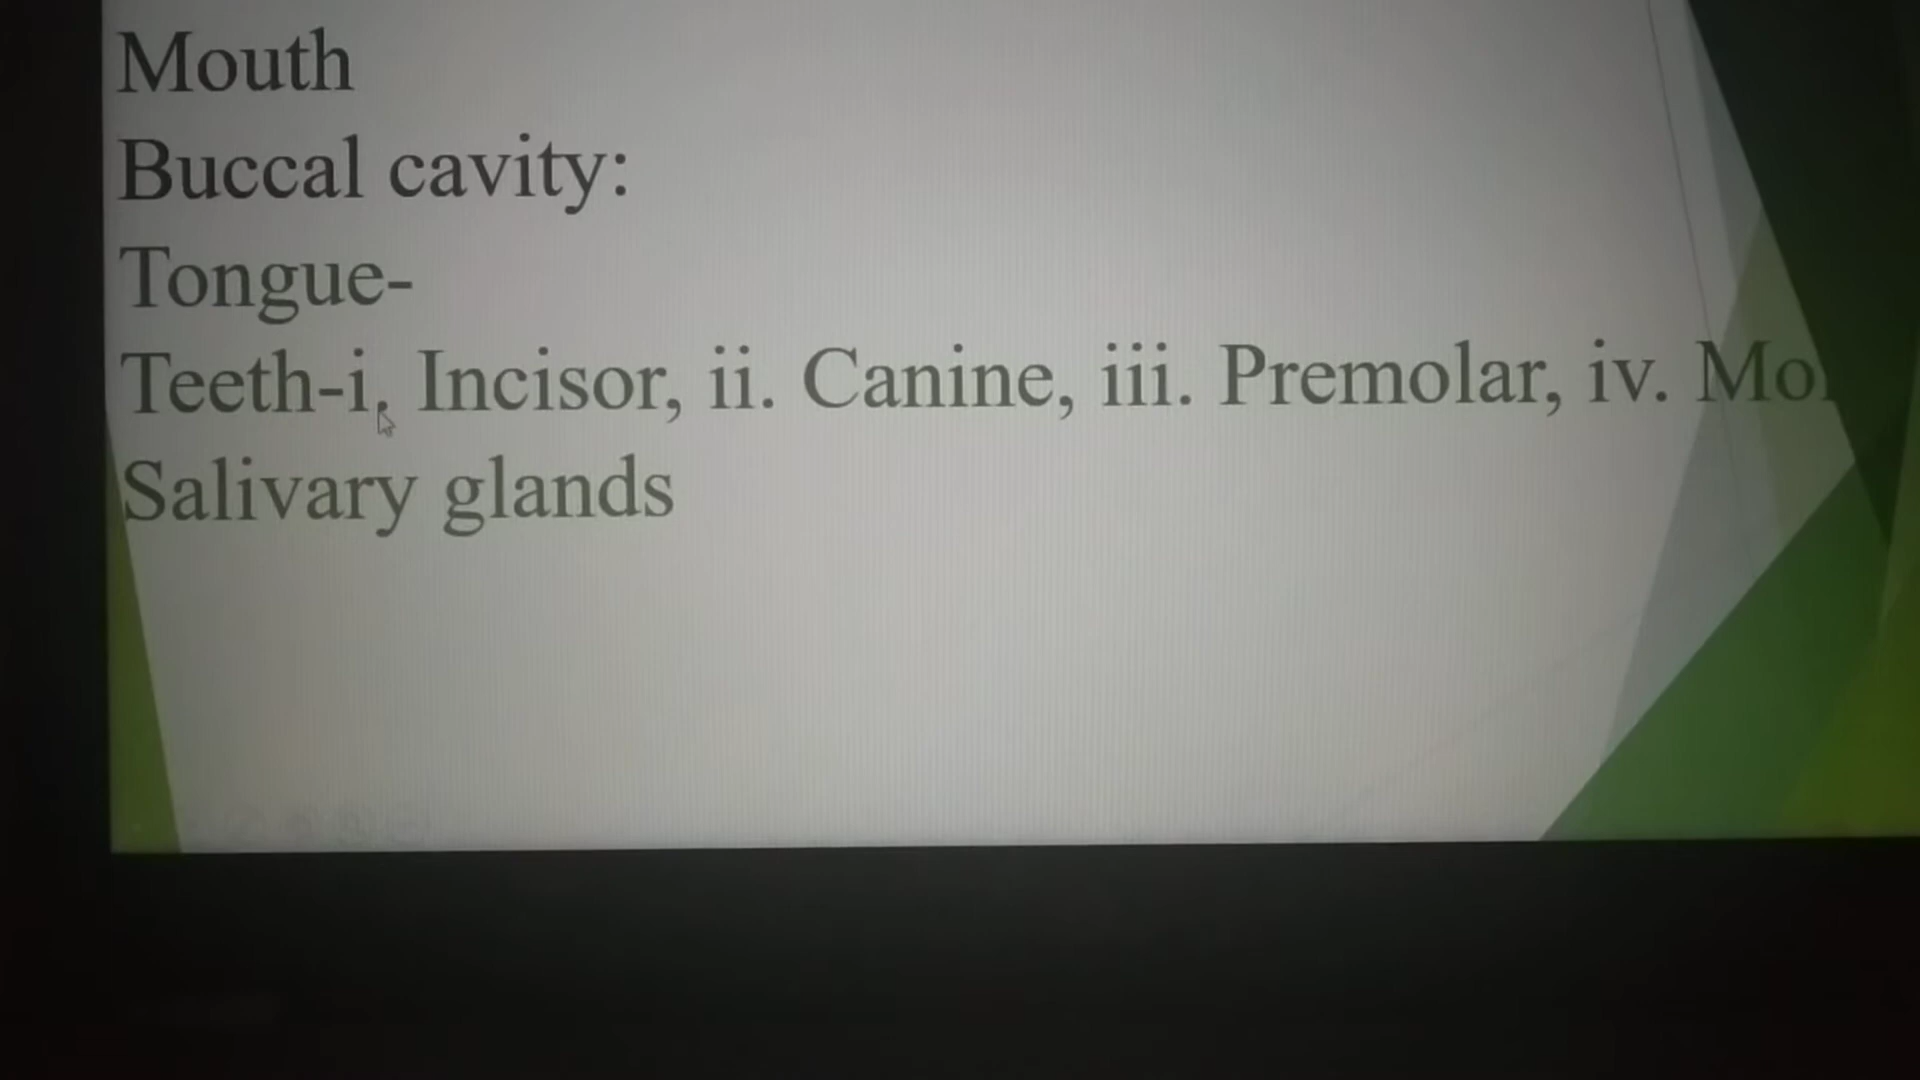 Mouth
Buccal cavity:
Tongue-
Teeth-i, Incisor, ii. Canine, iii. Premolar, iv.
Salivary glands